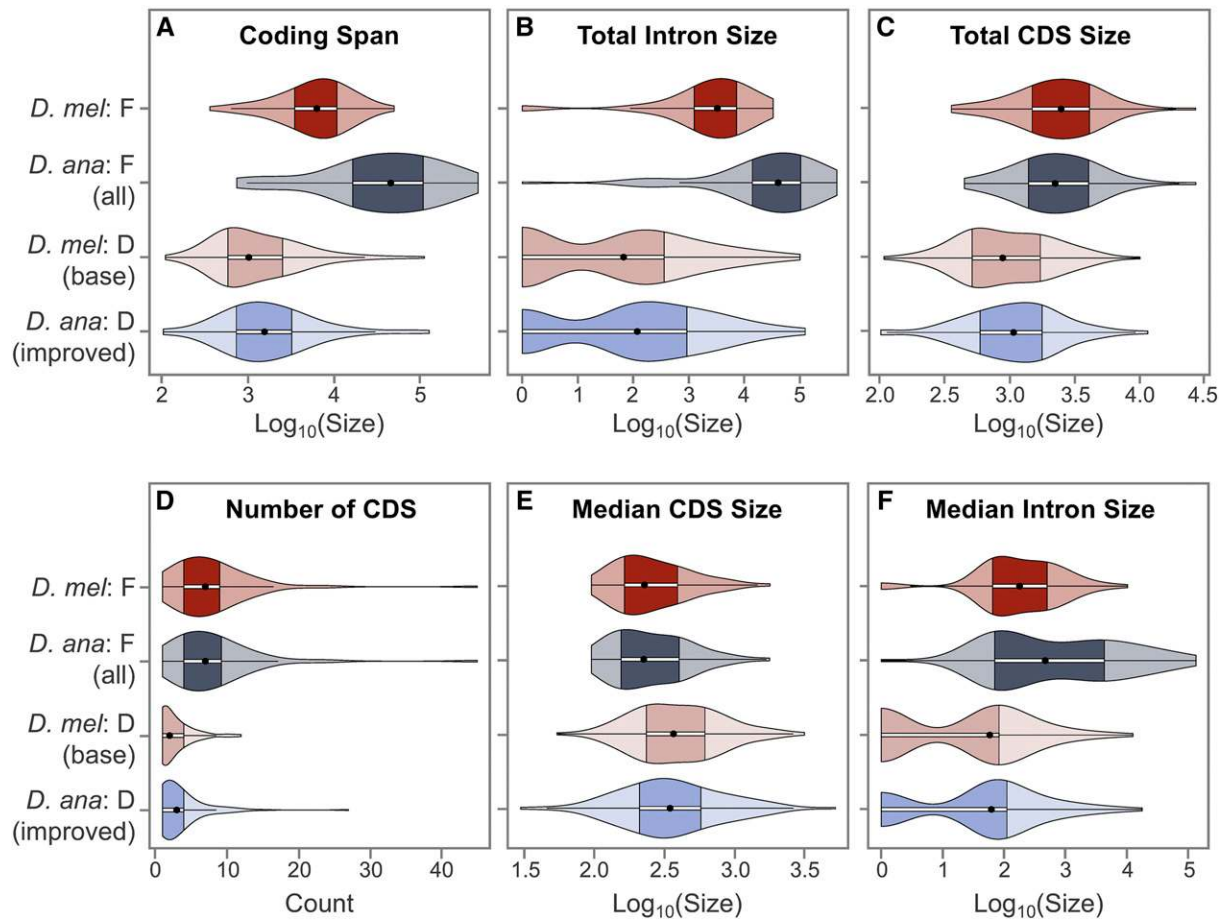 A Coding Span
B Total Intron Size
C Total CDS Size
D. mel: F
D. ana: F
(all)
D. mel: D
(base)
D. ana: D
(improved)
2 3 4 5
0 1 2 3 4 5
2.0 2.5 3.0 3.5 4.0 4.5
Log10(Size)
Log10(Size)
Log10(Size)
D Number of CDS
E Median CDS Size
F Median Intron Size
D. mel: F
D. ana: F
(all)
D. mel: D
(base)
D. ana: D
(improved)
0 10 20 30 40
1.5 2.0 2.5 3.0 3.5
0 1 2 3 4 5
Count
Log10(Size)
Log10(Size)